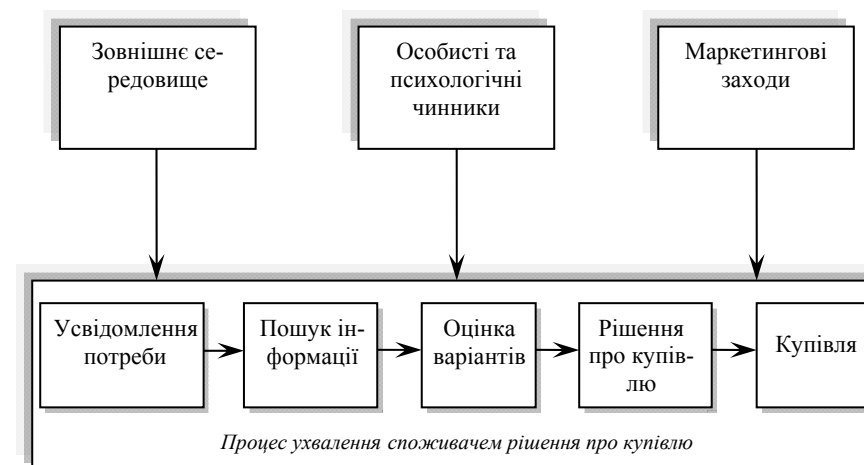 Зовнішнє се-
редовище
Особисті та
психологічні
чинники
Маркетингові
заходи
Усвідомлення
потреби
Пошук ін-
формації
Оцінка
варіантів
Рішення
про купів-
лю
Купівля
Процес ухвалення споживачем рішення про купівлю